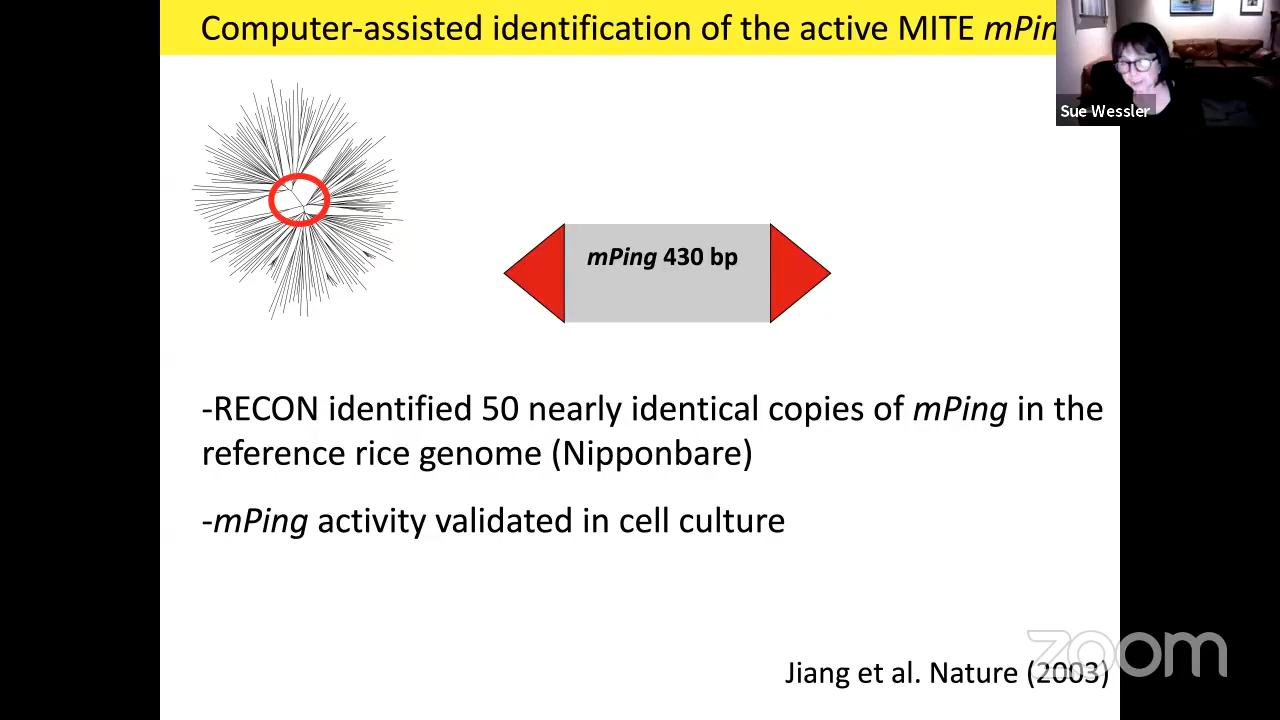 Computer-assisted identification of the active MITE mPin
Sue Wessler
mPing 430 bp
-RECON identified 50 nearly identical copies of mPing in the
reference rice genome (Nipponbare)
-mPing activity validated in cell culture
zoom
Jiang et al. Nature (2003)